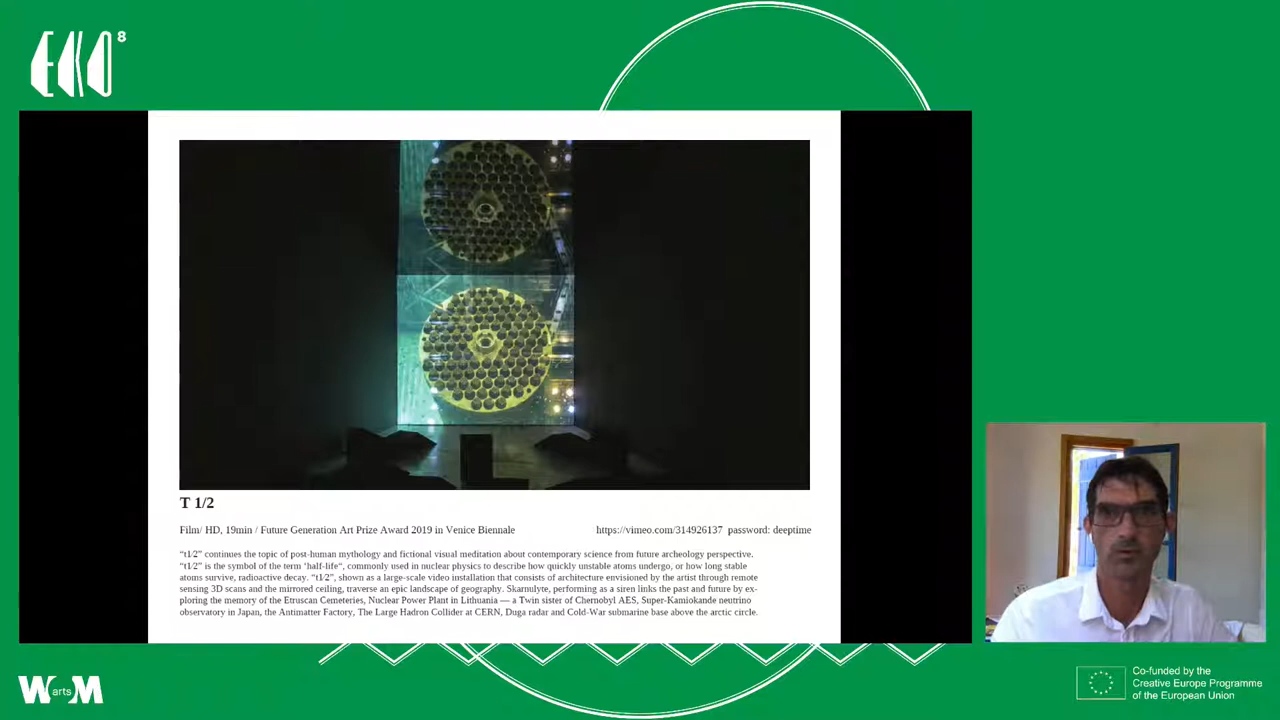 EKO 8
T 1/2
Film/ HD, 19min / Future Generation Art Prize Award 2019 in Venice Biennale https://vimeo.com/314926137 password: deeptime
“t1⁄2” continues the topic of post-human mythology and fictional visual meditation about contemporary science from future archeology perspective.
“t1⁄2” is the symbol of the term ‘half-life“, commonly used in nuclear physics to describe how quickly unstable atoms undergo, or how long stable
atoms survive, radioactive decay. “t1⁄2”, shown as a large-scale video installation that consists of architecture envisioned by the artist through remote
sensing 3D scans and the mirrored ceiling, traverse an epic landscape of geography. Skarnulyte, performing as a siren links the past and future by ex-
ploring the memory of the Etruscan Cemeteries, Nuclear Power Plant in Lithuania — a Twin sister of Chernobyl AES, Super-Kamiokande neutrino
observatory in Japan, the Antimatter Factory, The Large Hadron Collider at CERN, Duga radar and Cold-War submarine base above the arctic circle.
W arts M
Co-funded by the
Creative Europe Programme
of the European Union